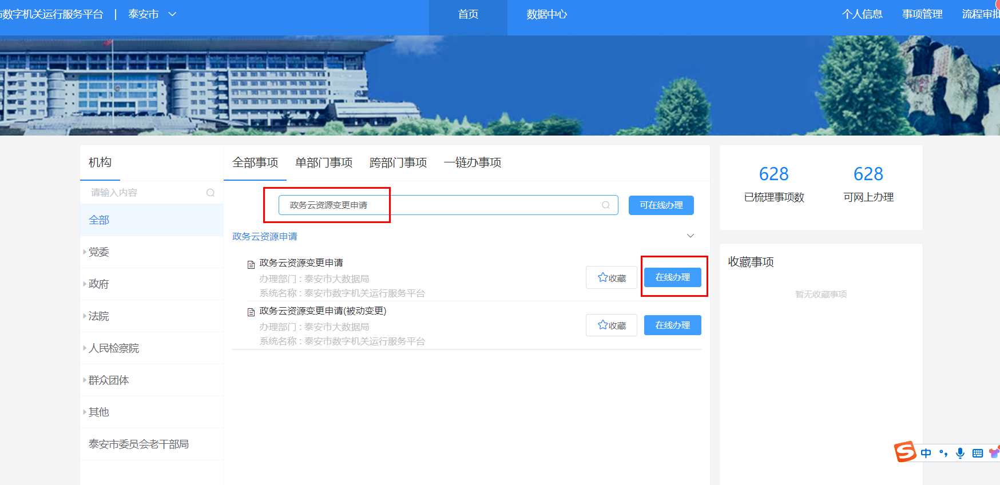 市数字机关运行服务平台 | 泰安市
首页
数据中心
个人信息
事项管理
流程审批
机构
请输入内容
全部
党委
政府
法院
人民检察院
群众团体
其他
泰安市委员会老干部局
全部事项
单部门事项
跨部门事项
一链办事项
政务云资源变更申请
可在线办理
政务云资源申请
政务云资源变更申请
办理部门：泰安市大数据局
系统名称：泰安市数字机关运行服务平台
收藏
在线办理
政务云资源变更申请(被动变更)
办理部门：泰安市大数据局
系统名称：泰安市数字机关运行服务平台
收藏
在线办理
628
已梳理事项数
628
可网上办理
收藏事项
暂无收藏事项
中